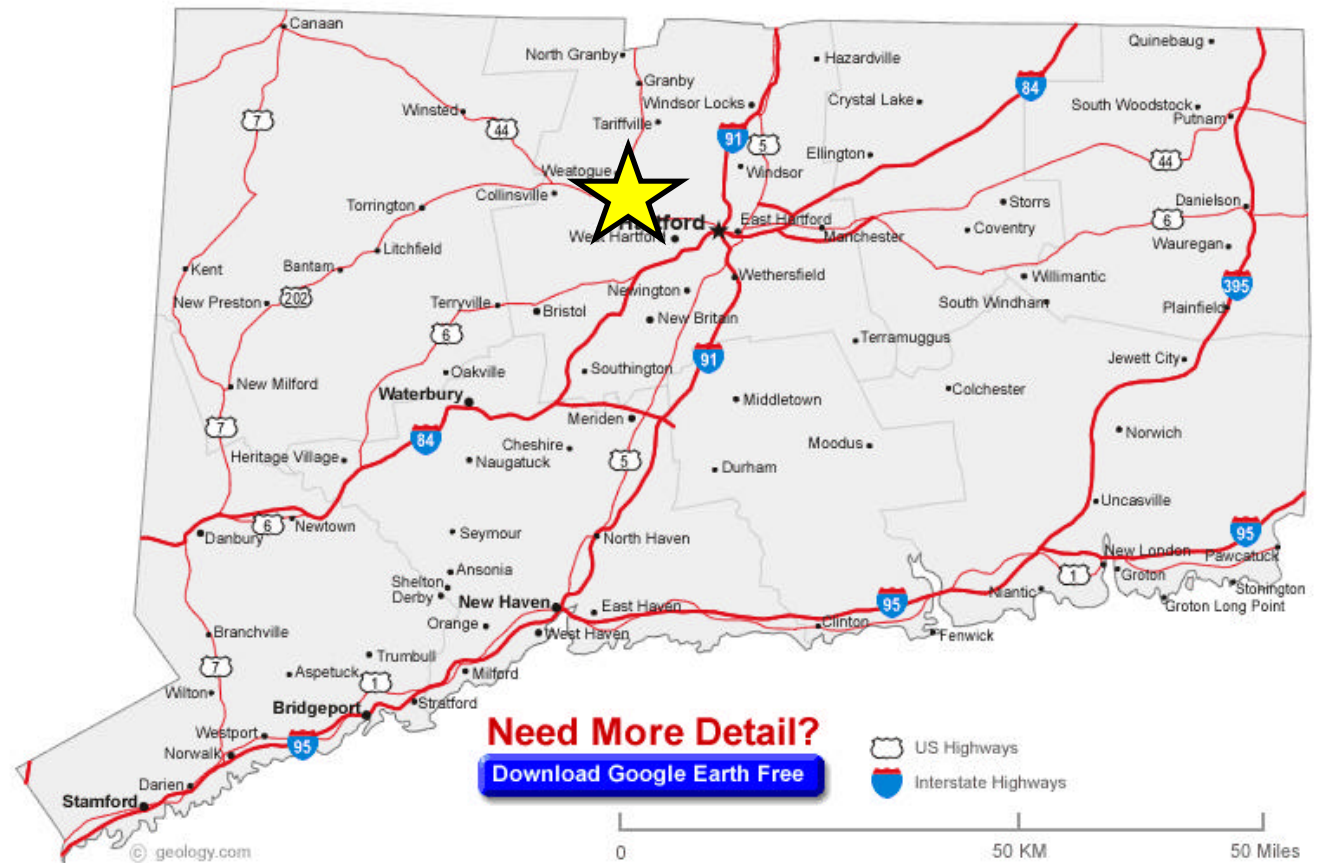 Canaan
Quinebaug
North Granby
Hazardville
Granby
84
Windsor Locks
Crystal Lake
South Woodstock
Winsted
Putnam
7
Tariffville
44
91
5
Ellington
44
Weatogue
Windsor
Collinsville
Storrs
Danielson
Torrington
East Hartford
6
Hartford
Coventry
Manchester
West Hartford
Wauregan
Litchfield
Kent
Bantam
Wethersfield
Willimantic
395
New Preston
202
Newington
Terryville
South Windham
Bristol
Plainfield
New Britain
6
Terramuggus
91
Jewett City
Oakville
Southington
New Milford
Colchester
Waterbury
Middletown
Meriden
7
84
Norwich
Cheshire
Moodus
Heritage Village
Naugatuck
5
Durham
Uncasville
6
Newtown
Danbury
Seymour
95
North Haven
New London
Pawcatuck
Ansonia
Groton
1
Shelton
Derby
Stonington
New Haven
East Haven
95
Niantic
Groton Long Point
Orange
Clinton
Branchville
West Haven
Fenwick
Trumbull
7
Aspetuck
Milford
1
Wilton
Stratford
Bridgeport
Westport
Need More Detail?
US Highways
95
Norwalk
Download Google Earth Free
Interstate Highways
Darien
Stamford
© geology.com
0
50 KM
50 Miles